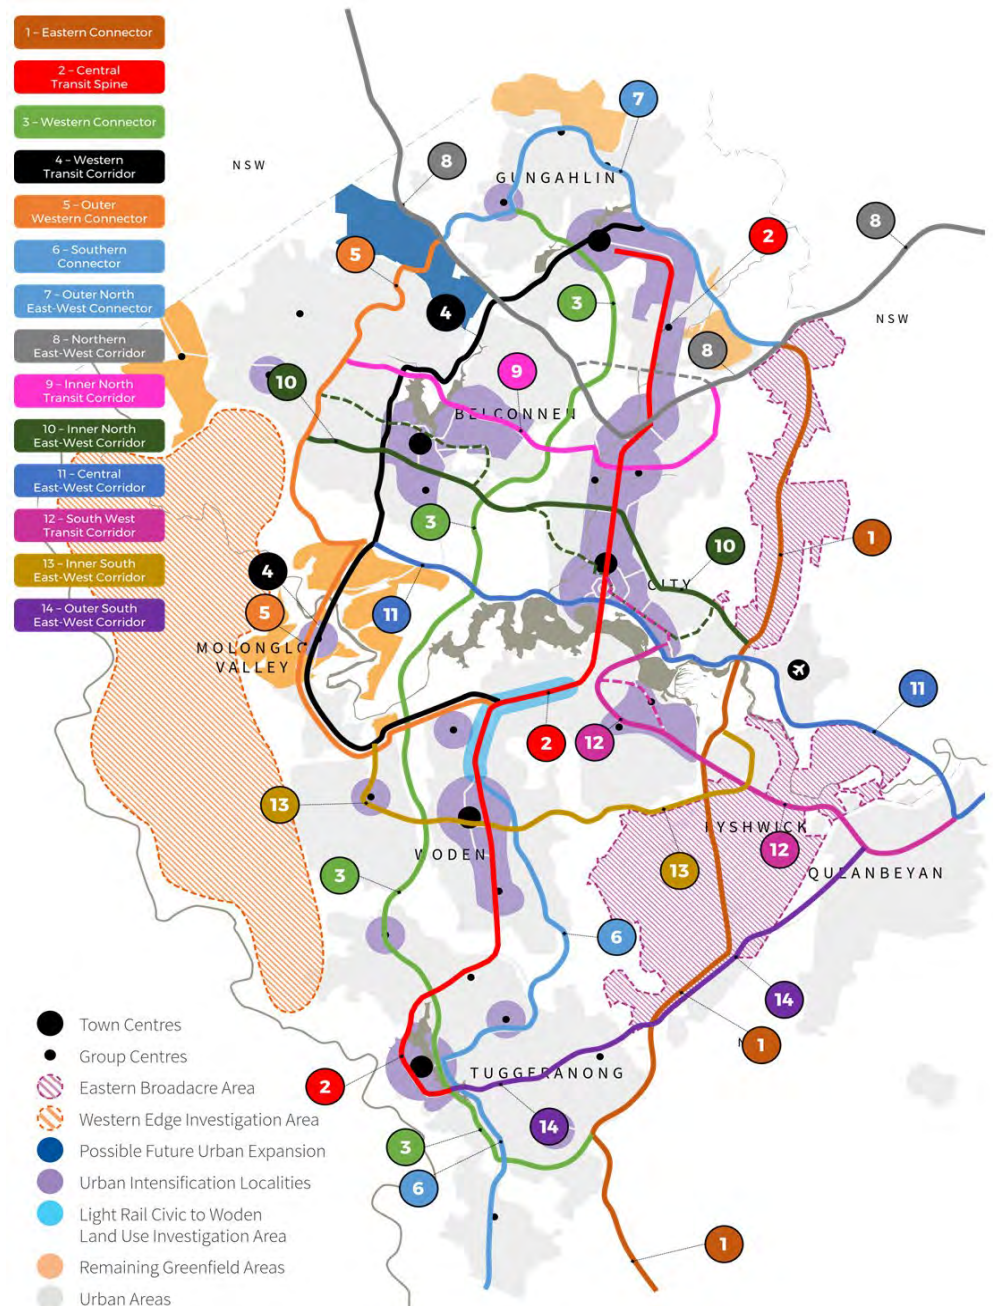 1 – Eastern Connector
2 – Central
Transit Spine
3 – Western Connector
4 – Western
Transit Corridor
5 – Outer
Western Connector
6 – Southern
Connector
7 – Outer North
East-West Connector
8 – Northern
East-West Corridor
9 – Inner North
Transit Corridor
10 – Inner North
East-West Corridor
11 – Central
East-West Corridor
12 – South West
Transit Corridor
13 – Inner South
East-West Corridor
14 – Outer South
East-West Corridor
7
NSW
8
GUNGAHLIN
8
2
5
3
4
NSW
8
9
10
BELCONNEN
3
1
10
4
CITY
5
11
MOLONGLO
VALLEY
11
2
12
13
FYSHWICK
12
WODEN
13
QUEANBEYAN
3
6
14
1
TUGGERANONG
2
14
3
6
1
Town Centres
Group Centres
Eastern Broadacre Area
Western Edge Investigation Area
Possible Future Urban Expansion
Urban Intensification Localities
Light Rail Civic to Woden
Land Use Investigation Area
Remaining Greenfield Areas
Urban Areas